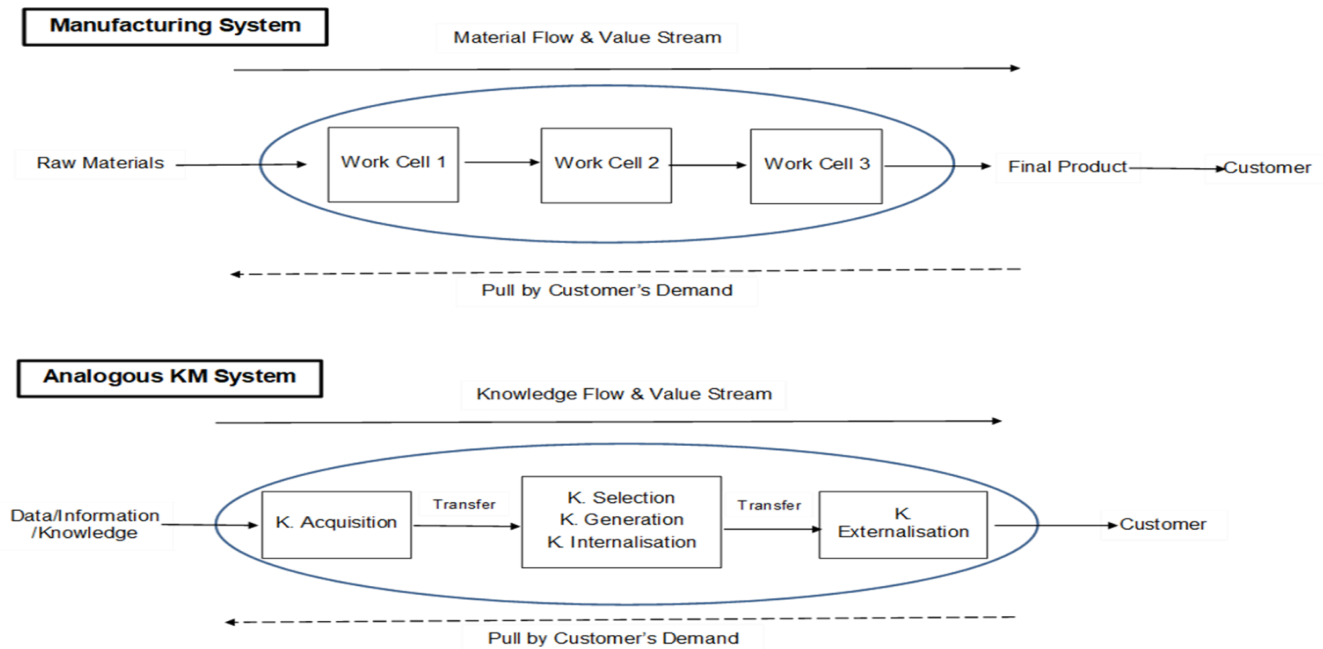 Manufacturing System
Material Flow & Value Stream
Raw Materials
Work Cell 1
Work Cell 2
Work Cell 3
Final Product
Customer
Pull by Customer's Demand
Analogous KM System
Knowledge Flow & Value Stream
Data/Information
/Knowledge
K. Acquisition
Transfer
K. Selection
K. Generation
K. Internalisation
Transfer
K.
Externalisation
Customer
Pull by Customer's Demand